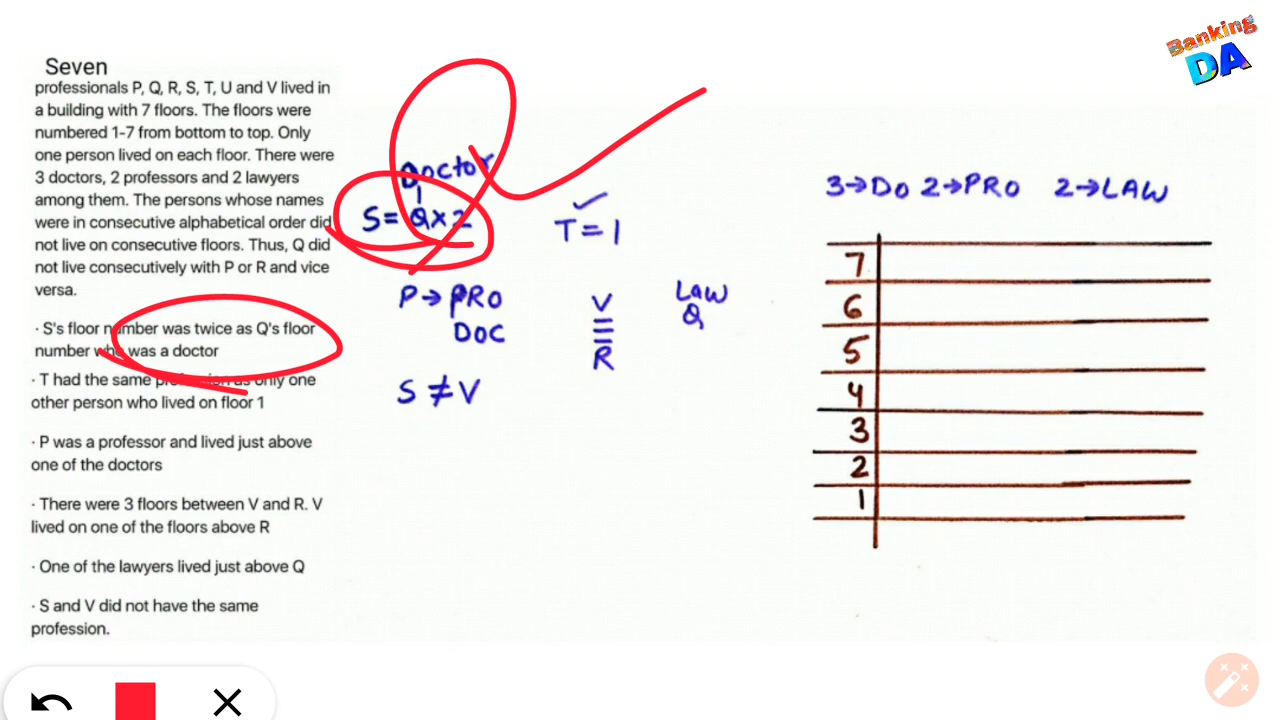 Banking
DA
Seven
professionals P, Q, R, S, T, U and V lived in
a building with 7 floors. The floors were
numbered 1-7 from bottom to top. Only
one person lived on each floor. There were
3 doctors, 2 professors and 2 lawyers
among them. The persons whose names
were in consecutive alphabetical order did
not live on consecutive floors. Thus, Q did
not live consecutively with P or R and vice
versa.
· S's floor number was twice as Q's floor
number who was a doctor
· T had the same profession as only one
other person who lived on floor 1
· P was a professor and lived just above
one of the doctors
· There were 3 floors between V and R. V
lived on one of the floors above R
· One of the lawyers lived just above Q
· S and V did not have the same
profession.
Doctor
S = Q × 2
T = 1
P → PRO
DOC
V
R
LAW
Q
S ≠ V
3→DO 2→PRO 2→LAW
7
6
5
4
3
2
1